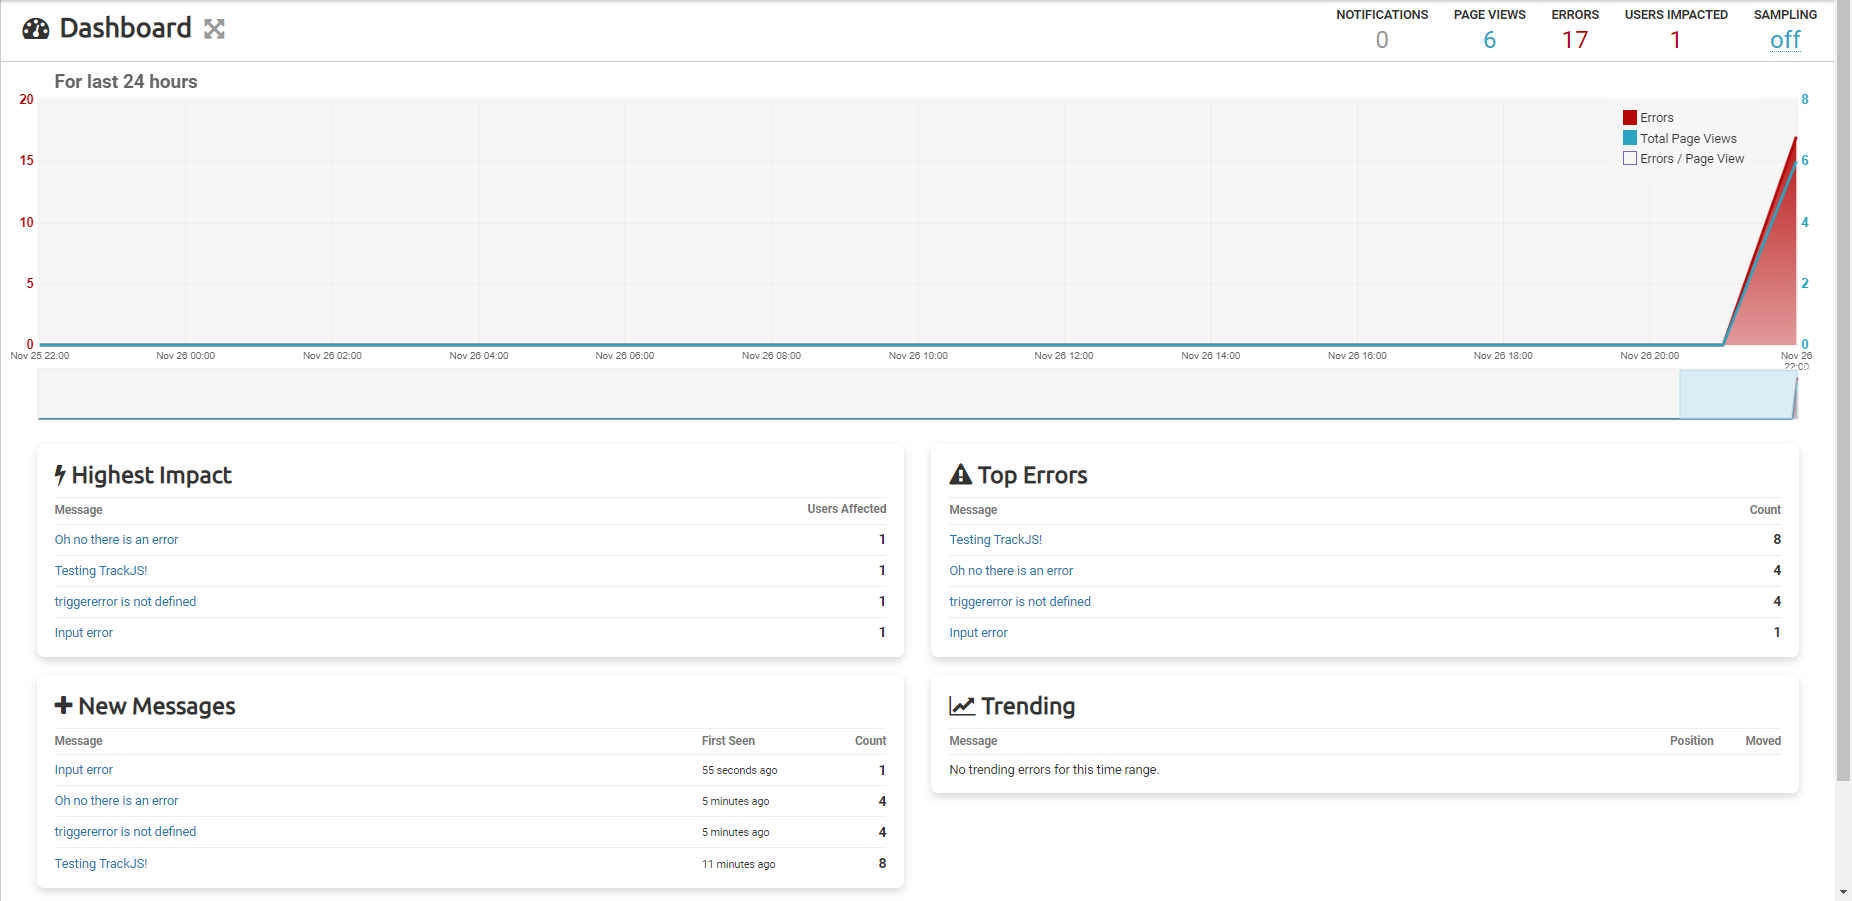 Dashboard
NOTIFICATIONS PAGE VIEWS ERRORS USERS IMPACTED SAMPLING
0 6 17 1 off
For last 24 hours
20 8
15 6
10 4
5 2
0 0
Errors
Total Page Views
Errors / Page View
Nov 25 22:00 Nov 26 00:00 Nov 26 02:00 Nov 26 04:00 Nov 26 06:00 Nov 26 08:00 Nov 26 10:00 Nov 26 12:00 Nov 26 14:00 Nov 26 16:00 Nov 26 18:00 Nov 26 20:00 Nov 26
22:00
Highest Impact
Message Users Affected
Oh no there is an error 1
Testing TrackJS! 1
triggererror is not defined 1
Input error 1
Top Errors
Message Count
Testing TrackJS! 8
Oh no there is an error 4
triggererror is not defined 4
Input error 1
New Messages
Message First Seen Count
Input error 55 seconds ago 1
Oh no there is an error 5 minutes ago 4
triggererror is not defined 5 minutes ago 4
Testing TrackJS! 11 minutes ago 8
Trending
Message Position Moved
No trending errors for this time range.